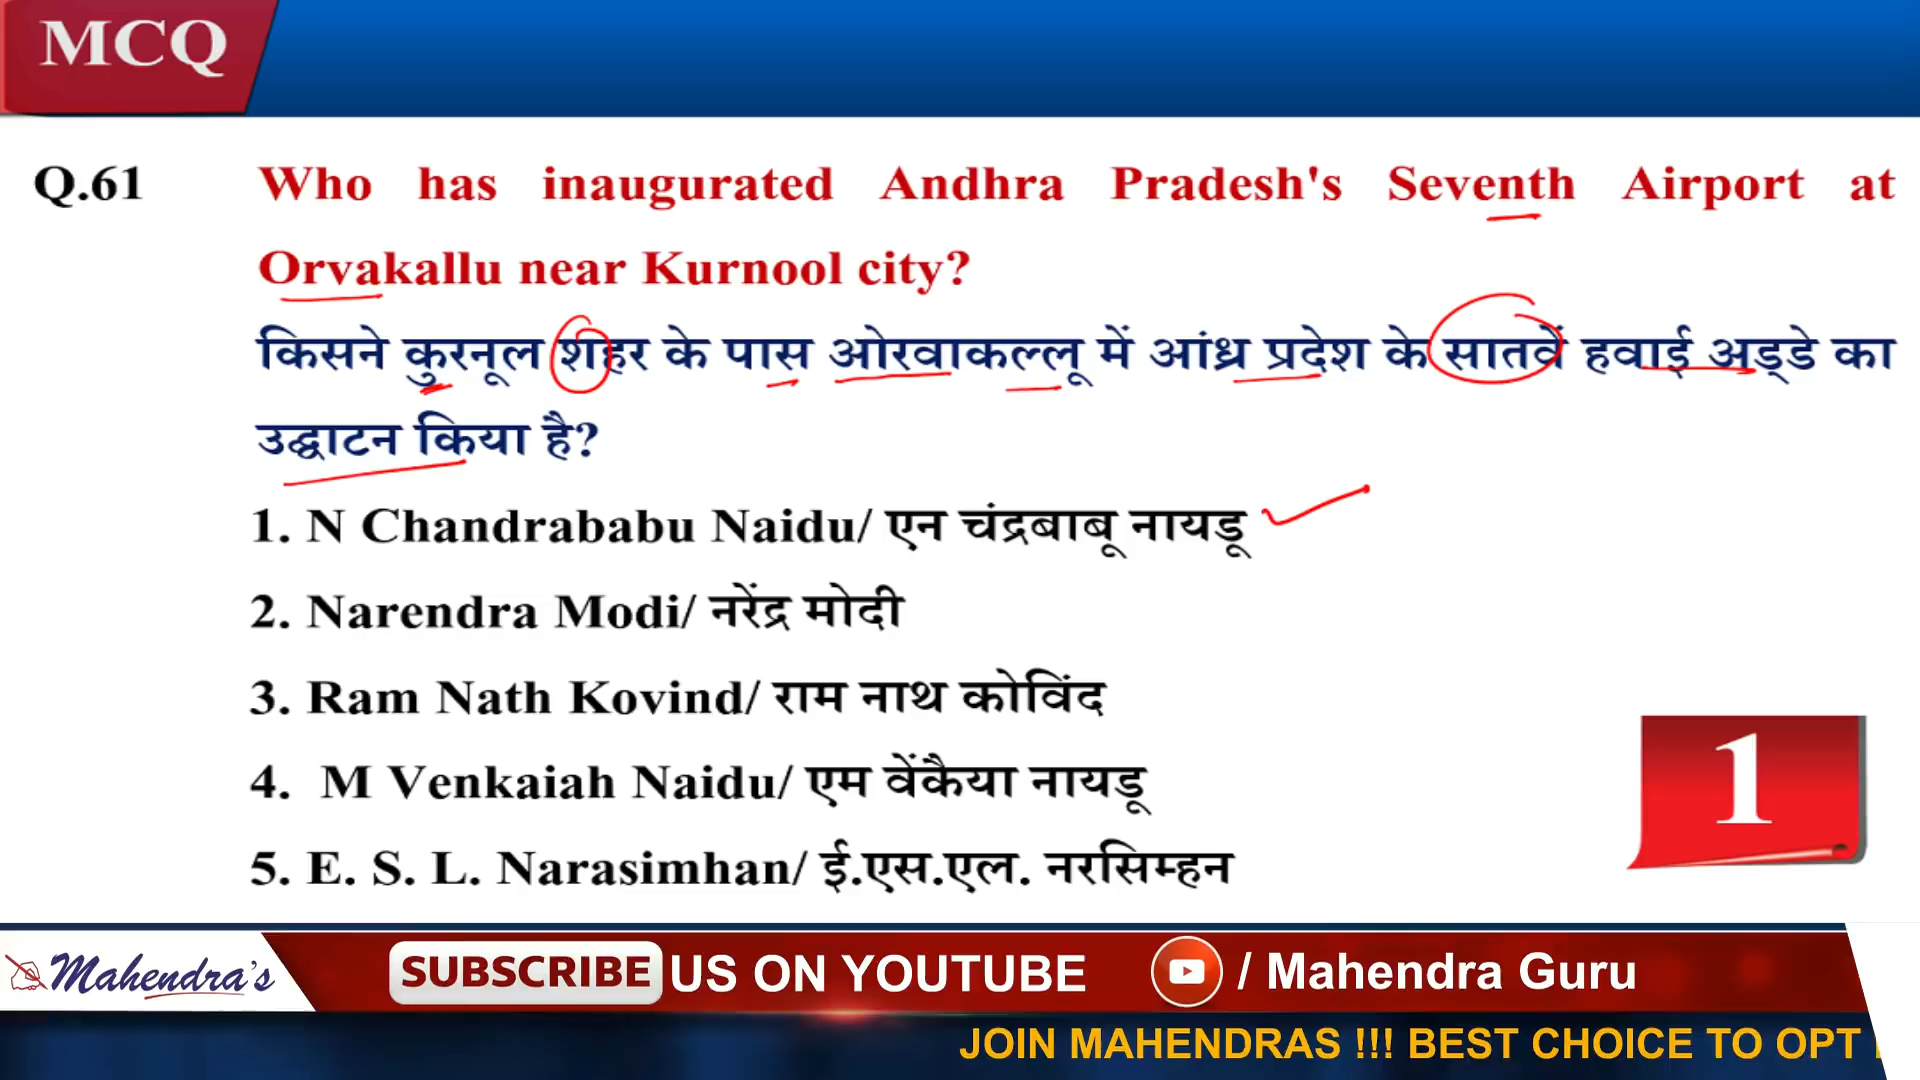 MCQ
Q.61 Who has inaugurated Andhra Pradesh's Seventh Airport at
Orvakallu near Kurnool city?
किसने कुरनूल शहर के पास ओरवाकल्लू में आंध्र प्रदेश के सातवें हवाई अड्डे का
उद्घाटन किया है?
1. N Chandrababu Naidu/ एन चंद्रबाबू नायडू
2. Narendra Modi/ नरेंद्र मोदी
3. Ram Nath Kovind/ राम नाथ कोविंद
4. M Venkaiah Naidu/ एम वेंकैया नायडू
5. E. S. L. Narasimhan/ ई.एस.एल. नरसिम्हन
1
Mahendra's
SUBSCRIBE US ON YOUTUBE / Mahendra Guru
JOIN MAHENDRAS !!! BEST CHOICE TO OPT